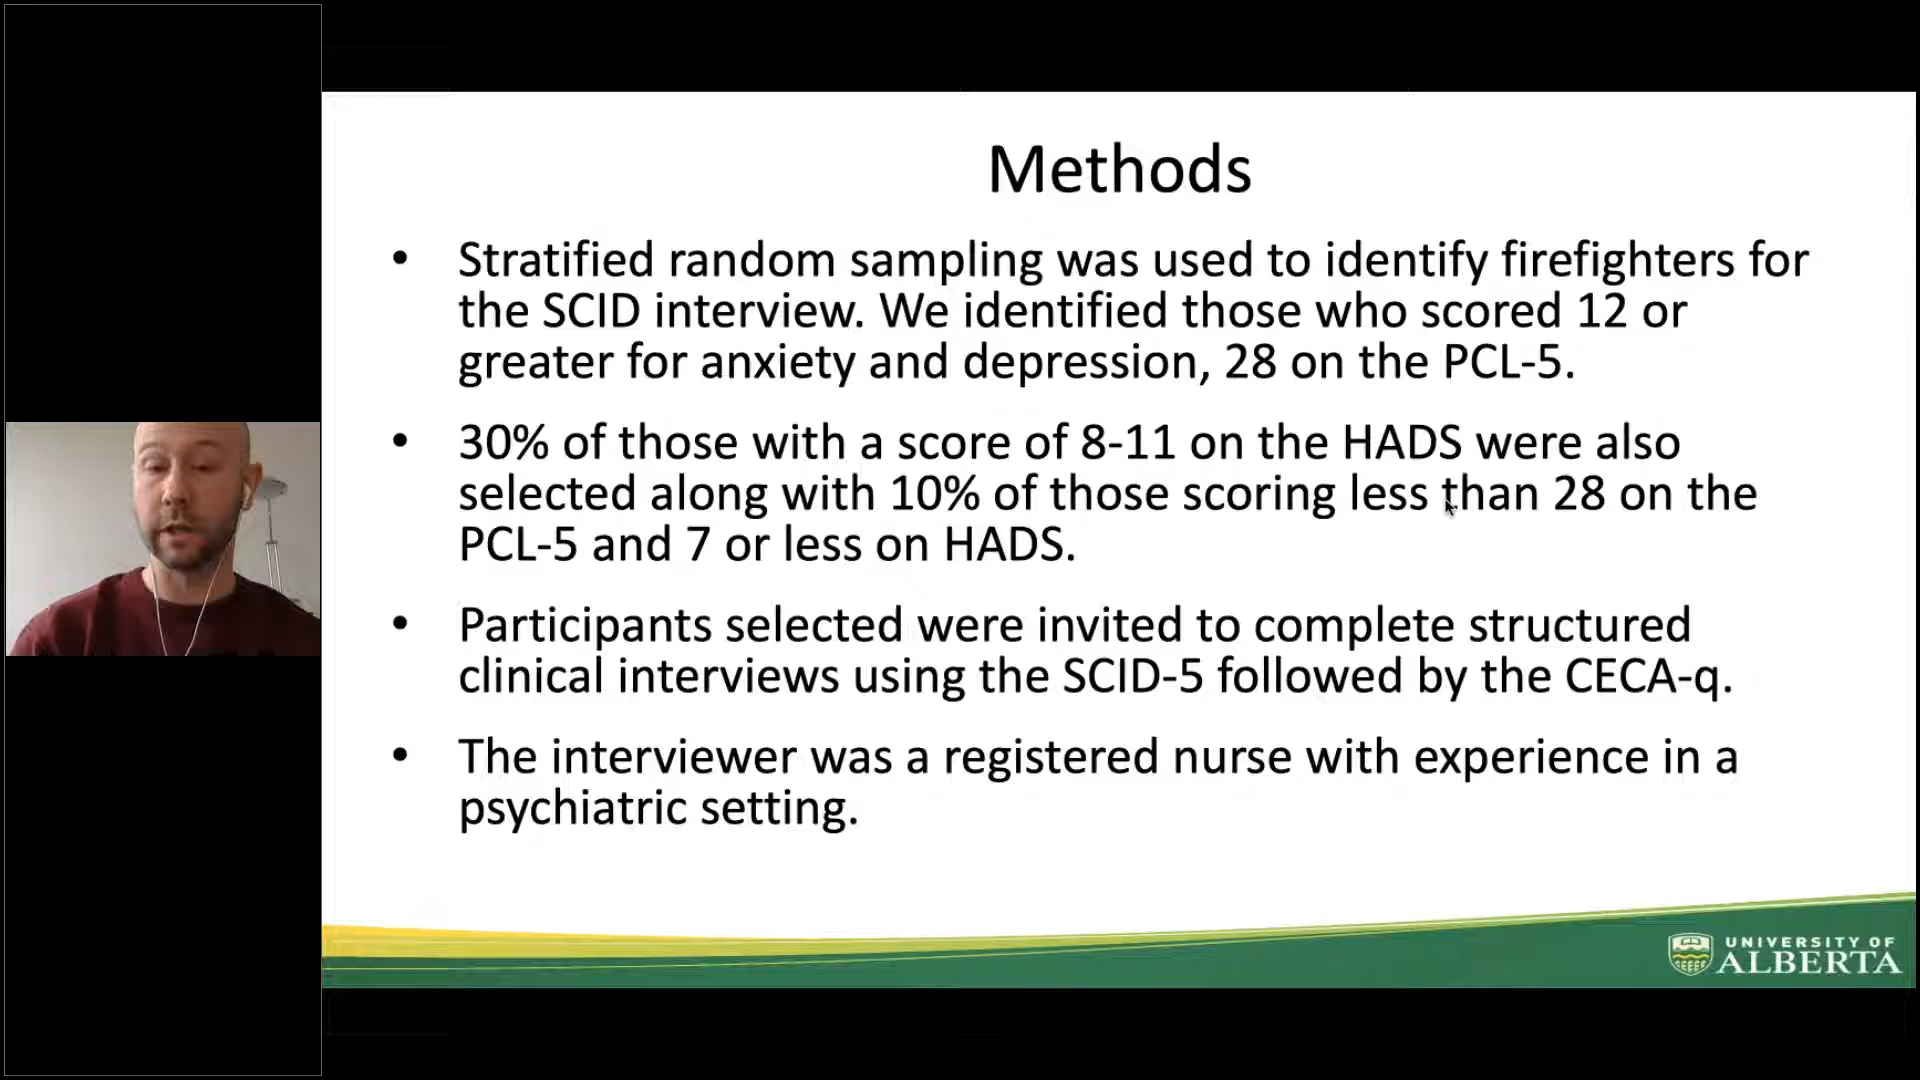 Methods
• Stratified random sampling was used to identify firefighters for
the SCID interview. We identified those who scored 12 or
greater for anxiety and depression, 28 on the PCL-5.
• 30% of those with a score of 8-11 on the HADS were also
selected along with 10% of those scoring less than 28 on the
PCL-5 and 7 or less on HADS.
• Participants selected were invited to complete structured
clinical interviews using the SCID-5 followed by the CECA-q.
• The interviewer was a registered nurse with experience in a
psychiatric setting.
UNIVERSITY OF
ALBERTA